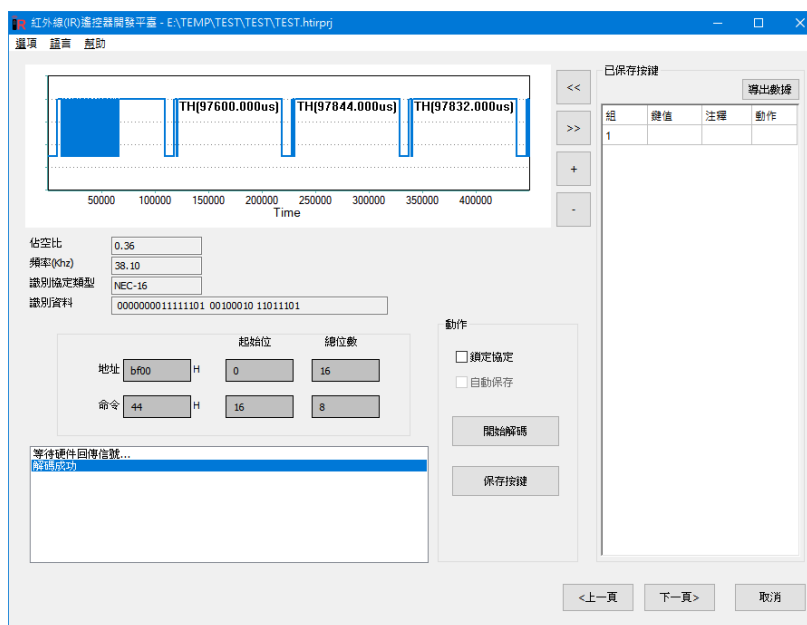 IR 紅外線(IR)遙控器開發平臺 - E:\TEMP\TEST\TEST\TEST.htirprj
選項 語言 幫助
TH(97600.000us) TH(97844.000us) TH(97832.000us)
50000 100000 150000 200000 250000 300000 350000 400000
Time
<<
>>
+
-
已保存按鍵
導出數據
組 鍵值 注釋 動作
1
佔空比 0.36
頻率(Khz) 38.10
識別協定類型 NEC-16
識別資料 0000000011111101 00100010 11011101
起始位 總位數
地址 bf00 H 0 16
命令 44 H 16 8
動作
鎖定協定
自動保存
開始解碼
保存按鍵
等待硬件回傳信號...
解碼成功
<上一頁 下一頁> 取消